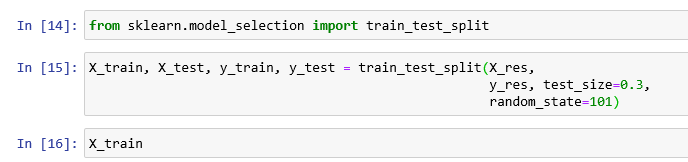 In [14]: from sklearn.model_selection import train_test_split
In [15]: X_train, X_test, y_train, y_test = train_test_split(X_res,
y_res, test_size=0.3,
random_state=101)
In [16]: X_train